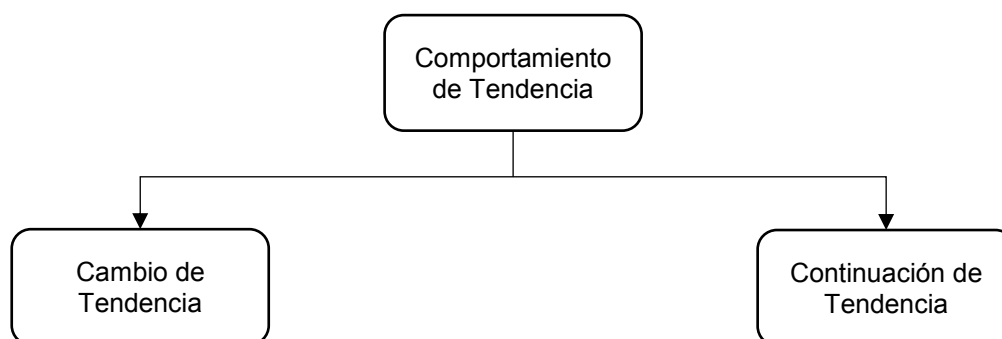 Comportamiento
de Tendencia
Cambio de
Tendencia
Continuación de
Tendencia